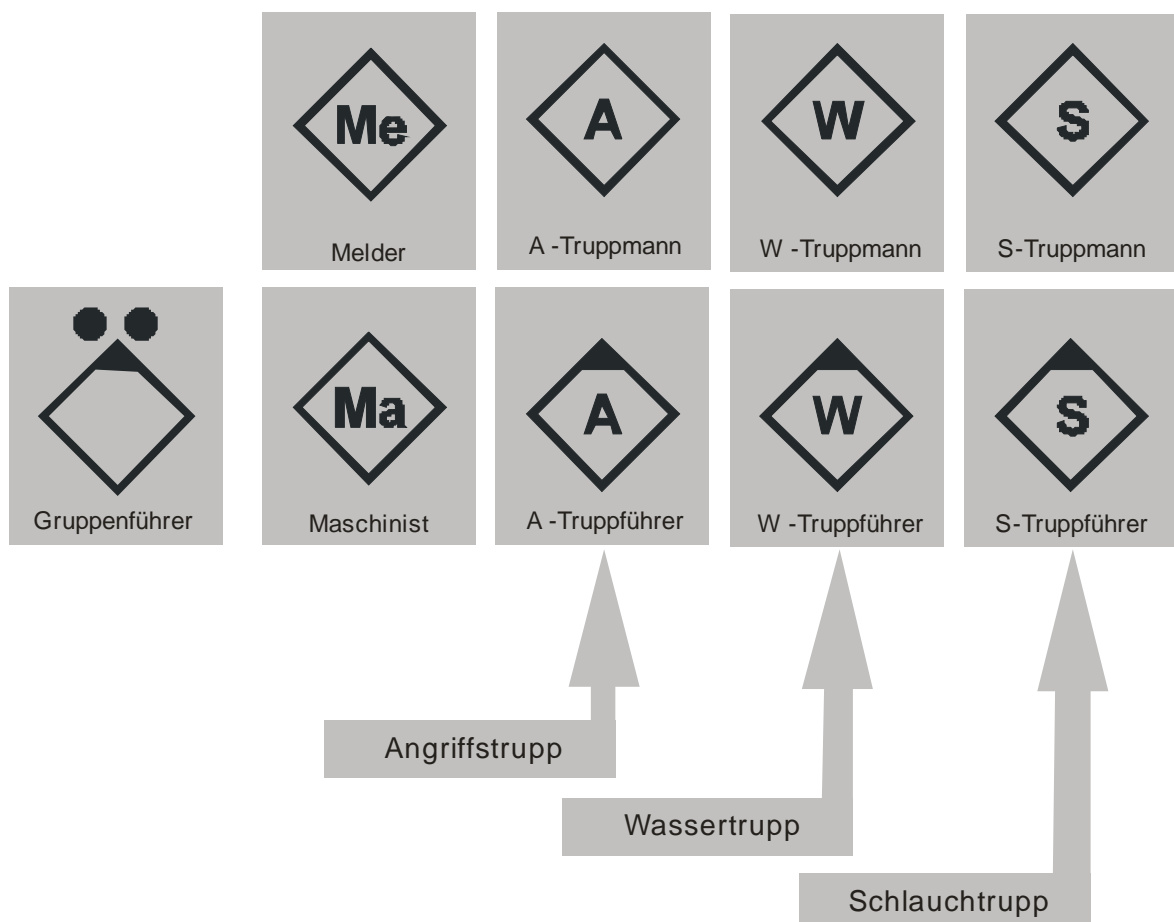 Me
A
W
S
Melder
A -Truppmann
W -Truppmann
S-Truppmann
Ma
A
W
S
Gruppenführer
Maschinist
A -Truppführer
W -Truppführer
S-Truppführer
Angriffstrupp
Wassertrupp
Schlauchtrupp